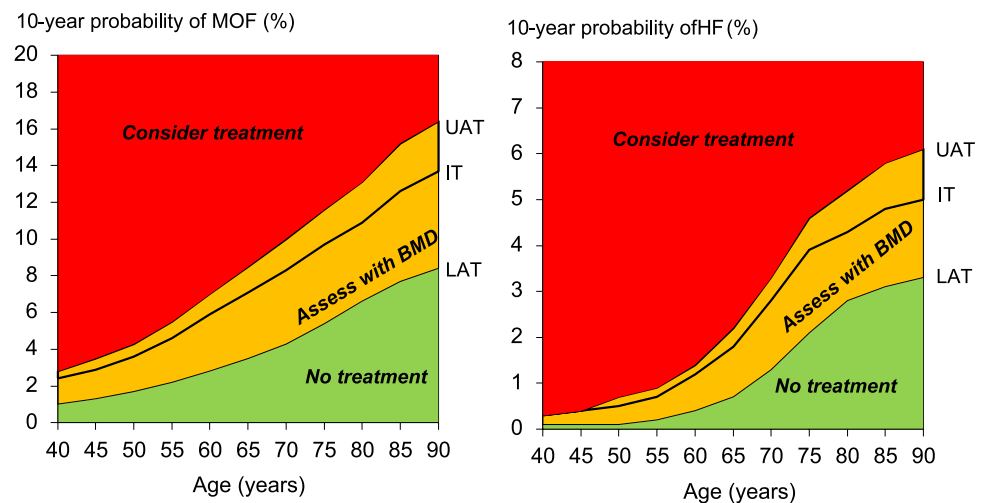 10-year probability of MOF (%)
20
18
16
14
12
10
8
6
4
2
0
Consider treatment
Assess with BMD
No treatment
UAT
IT
LAT
40 45 50 55 60 65 70 75 80 85 90
Age (years)
10-year probability ofHF (%)
8
7
6
5
4
3
2
1
0
Consider treatment
Assess with BMD
No treatment
UAT
IT
LAT
40 45 50 55 60 65 70 75 80 85 90
Age (years)